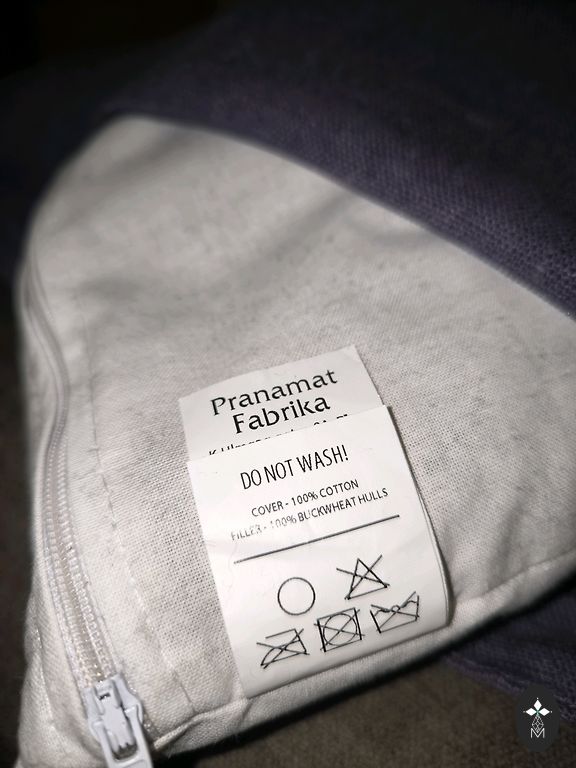 Pranamat
Fabrika
DO NOT WASH!
COVER - 100% COTTON
FILLER - 100% BUCKWHEAT HULLS
M